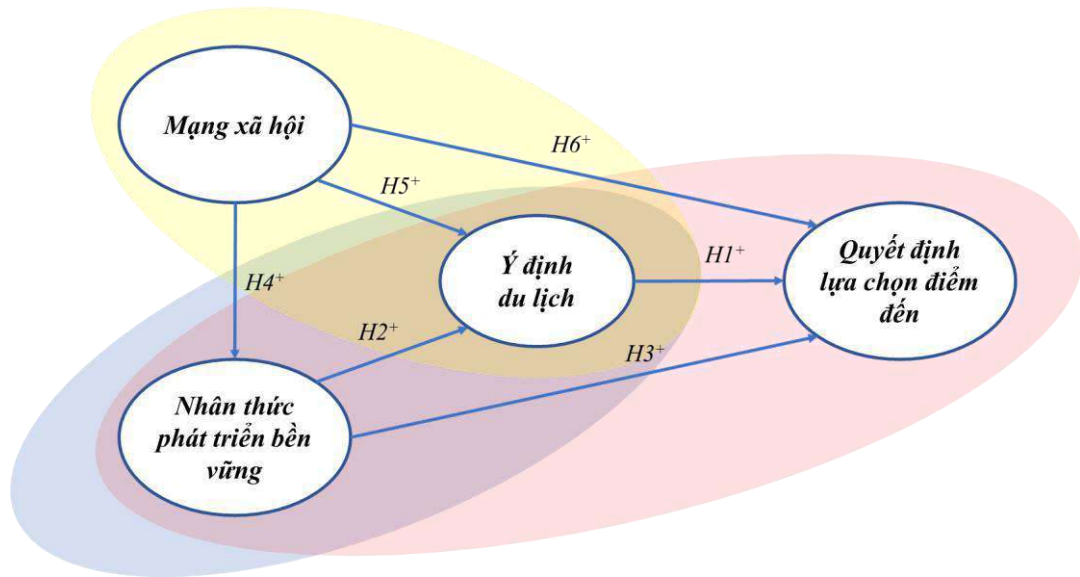 Mạng xã hội
H6⁺
H5⁺
Ý định
du lịch
H1⁺
Quyết định
lựa chọn điểm
đến
H4⁺
H2⁺
H3⁺
Nhân thức
phát triển bền
vững